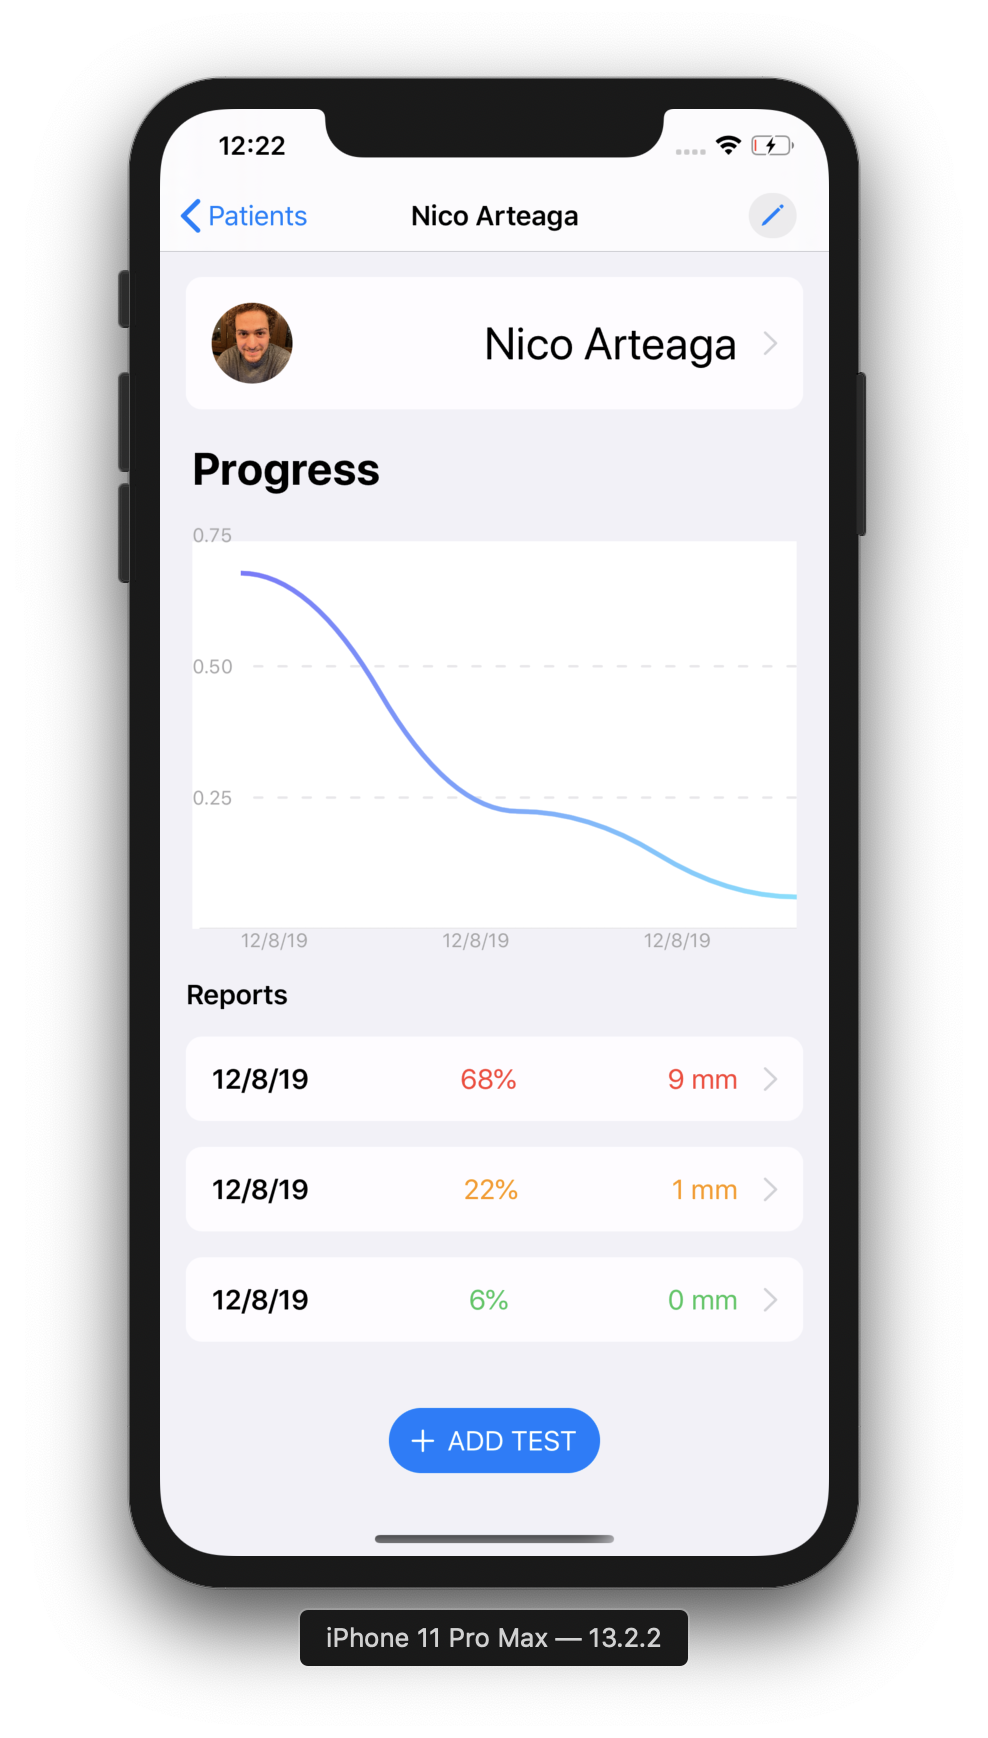 12:22
Patients
Nico Arteaga
Nico Arteaga
Progress
0.75
0.50
0.25
12/8/19 12/8/19 12/8/19
Reports
12/8/19 68% 9 mm
12/8/19 22% 1 mm
12/8/19 6% 0 mm
+ ADD TEST
iPhone 11 Pro Max — 13.2.2